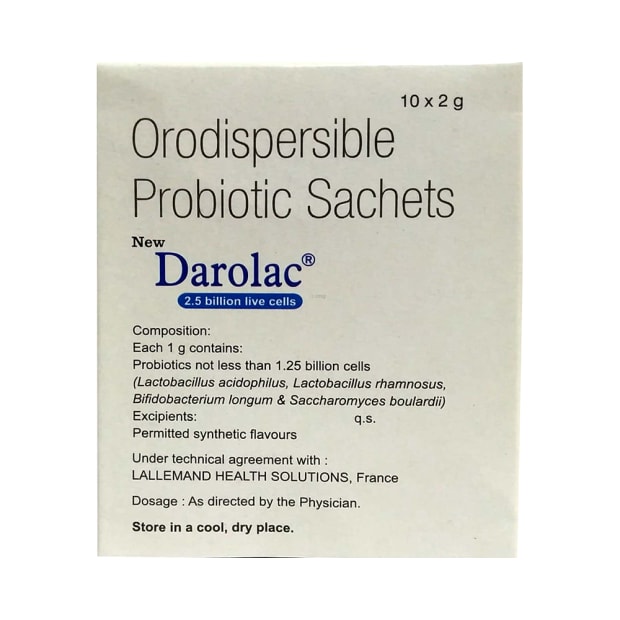 10 x 2 g
Orodispersible
Probiotic Sachets
New
Darolac®
2.5 billion live cells
Composition:
Each 1 g contains:
Probiotics not less than 1.25 billion cells
(Lactobacillus acidophilus, Lactobacillus rhamnosus,
Bifidobacterium longum & Saccharomyces boulardii)
Excipients: q.s.
Permitted synthetic flavours
Under technical agreement with :
LALLEMAND HEALTH SOLUTIONS, France
Dosage : As directed by the Physician.
Store in a cool, dry place.